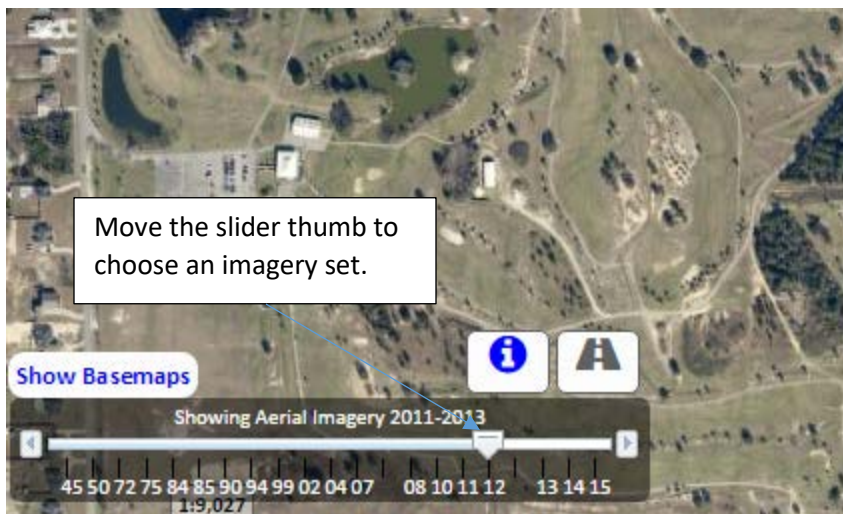 Move the slider thumb to
choose an imagery set.
Show Basemaps
Showing Aerial Imagery 2011-2013
45 50 72 75 84 85 90 94 99 02 04 07 08 10 11 12 13 14 15
1:9,027